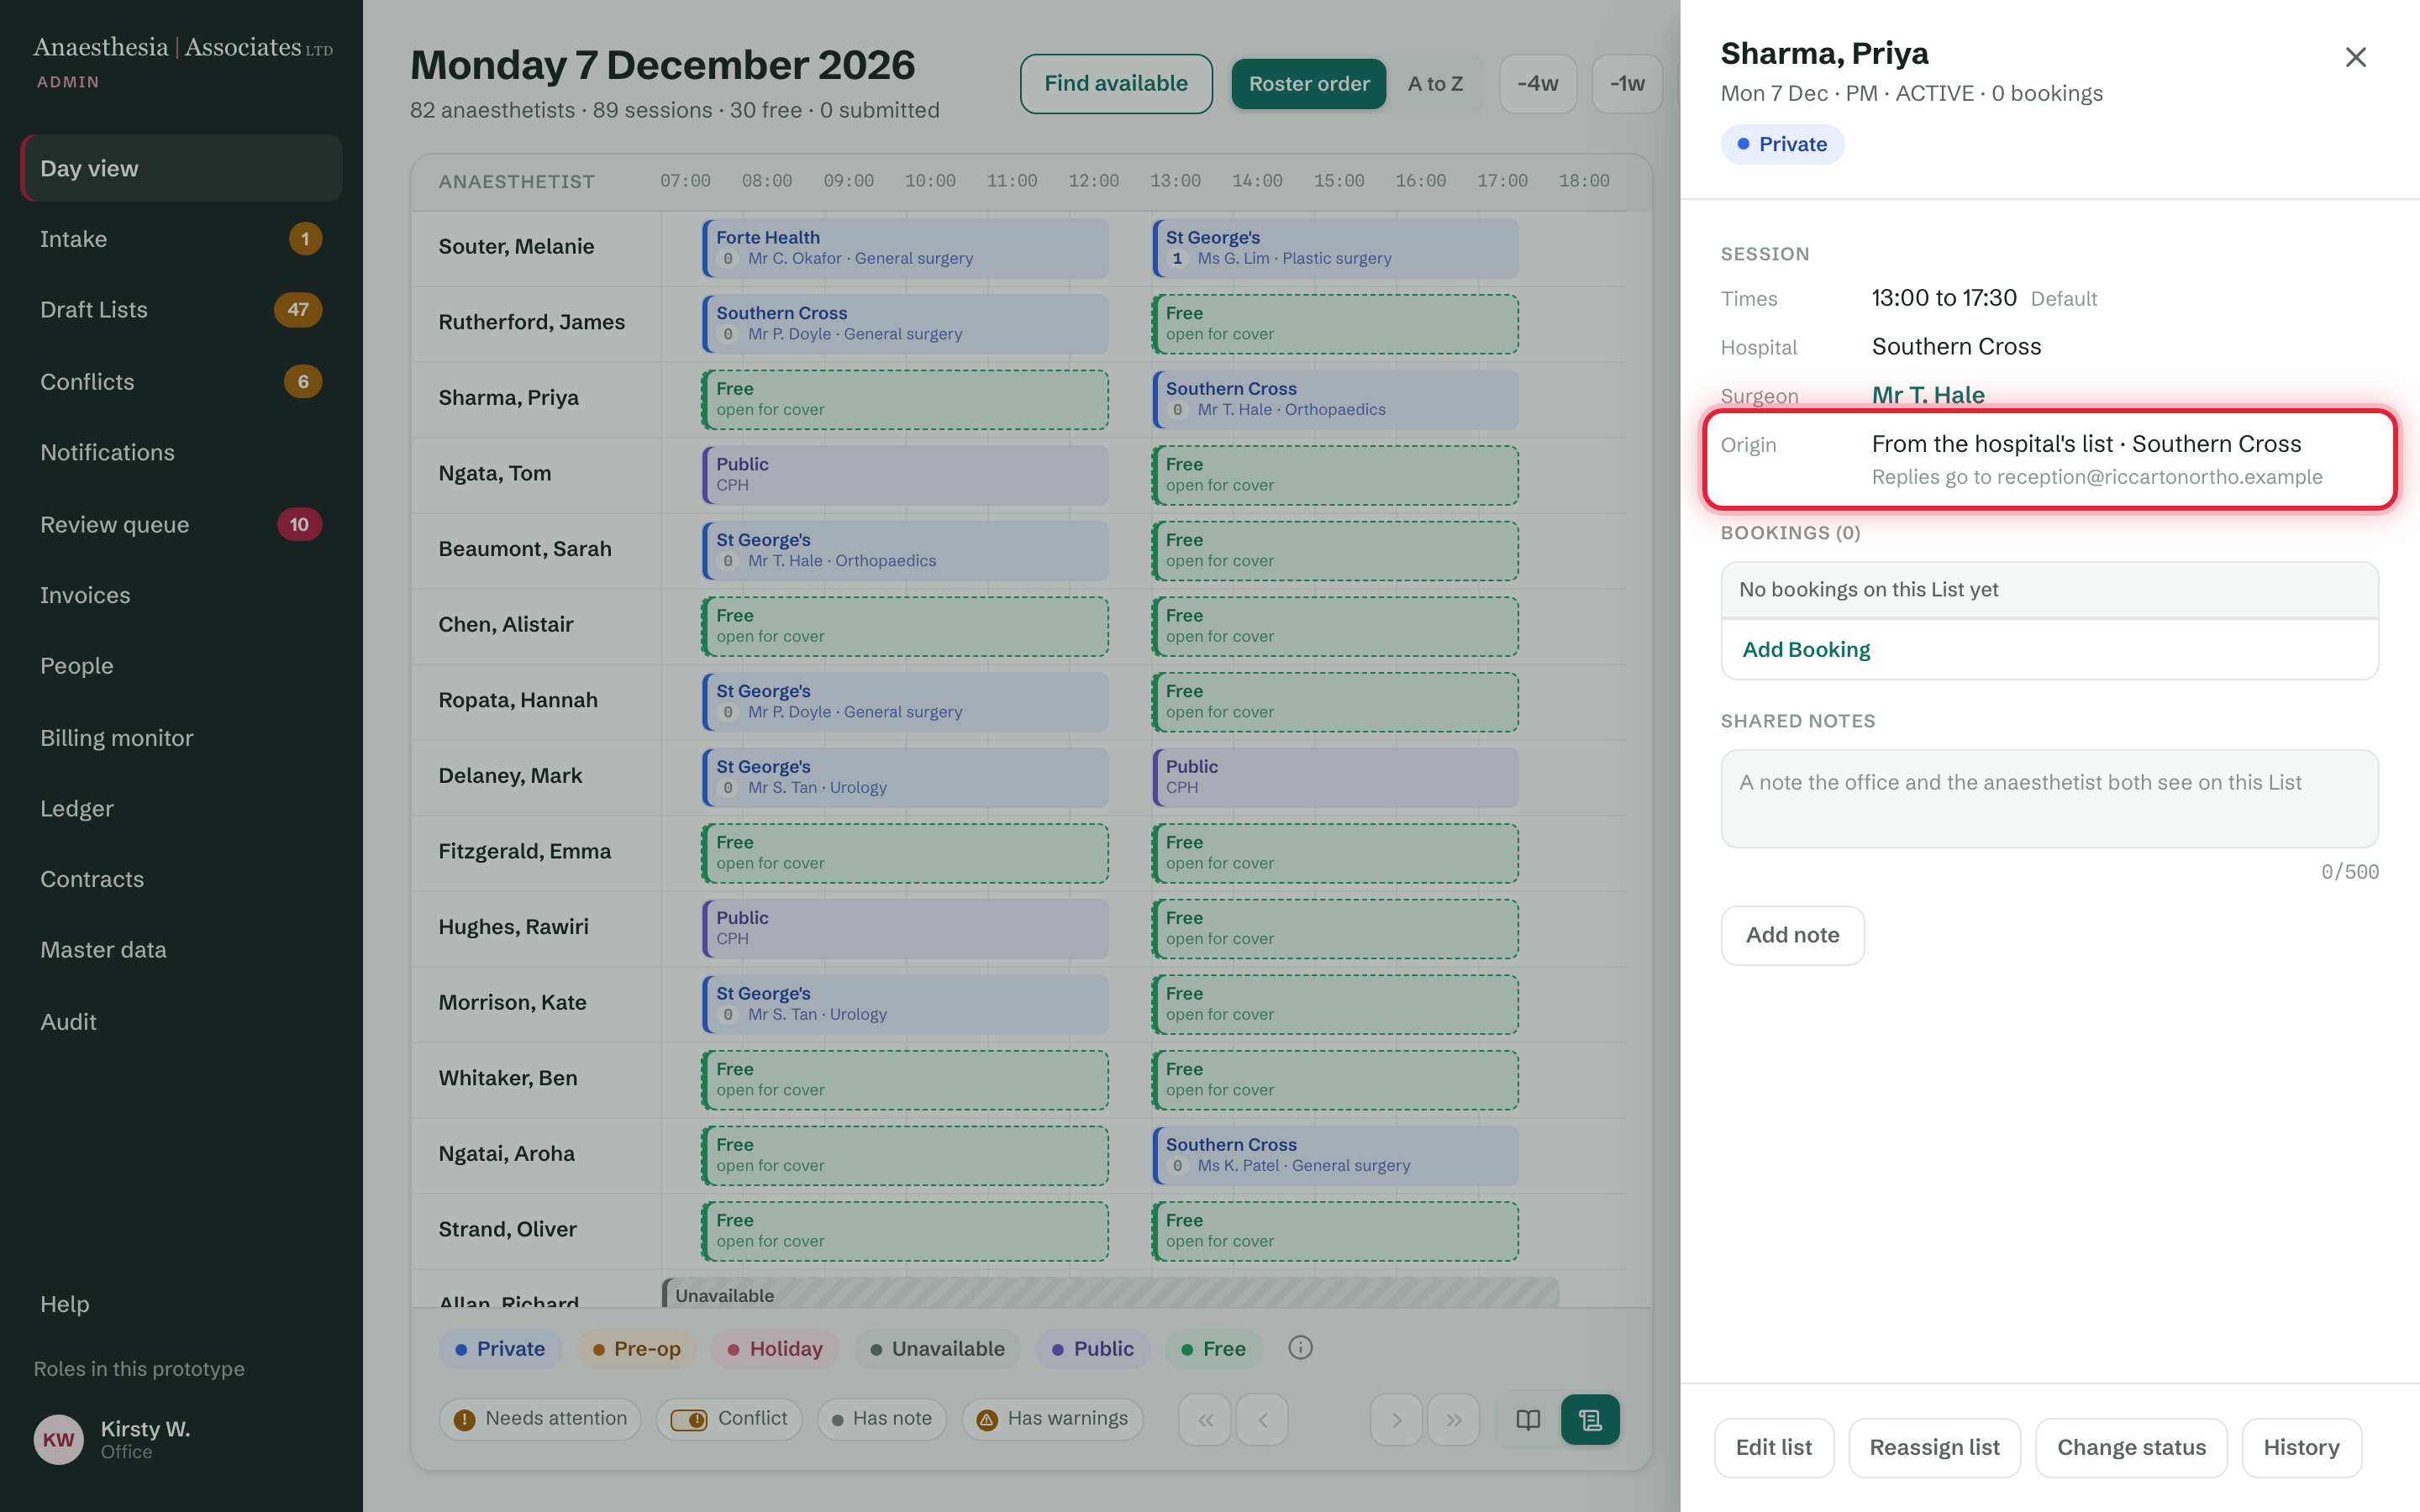 Anaesthesia | Associates LTD
ADMIN
Day view
Intake 1
Draft Lists 47
Conflicts 6
Notifications
Review queue 10
Invoices
People
Billing monitor
Ledger
Contracts
Master data
Audit
Help
Roles in this prototype
KW Kirsty W.
Office
Monday 7 December 2026
82 anaesthetists · 89 sessions · 30 free · 0 submitted
Find available
Roster order
A to Z
-4w
-1w
ANAESTHETIST 07:00 08:00 09:00 10:00 11:00 12:00 13:00 14:00 15:00 16:00 17:00 18:00
Souter, Melanie
Forte Health
0 Mr C. Okafor · General surgery
St George's
1 Ms G. Lim · Plastic surgery
Rutherford, James
Southern Cross
0 Mr P. Doyle · General surgery
Free
open for cover
Sharma, Priya
Free
open for cover
Southern Cross
0 Mr T. Hale · Orthopaedics
Ngata, Tom
Public
CPH
Free
open for cover
Beaumont, Sarah
St George's
0 Mr T. Hale · Orthopaedics
Free
open for cover
Chen, Alistair
Free
open for cover
Free
open for cover
Ropata, Hannah
St George's
0 Mr P. Doyle · General surgery
Free
open for cover
Delaney, Mark
St George's
0 Mr S. Tan · Urology
Public
CPH
Fitzgerald, Emma
Free
open for cover
Free
open for cover
Hughes, Rawiri
Public
CPH
Free
open for cover
Morrison, Kate
St George's
0 Mr S. Tan · Urology
Free
open for cover
Whitaker, Ben
Free
open for cover
Free
open for cover
Ngatai, Aroha
Free
open for cover
Southern Cross
0 Ms K. Patel · General surgery
Strand, Oliver
Free
open for cover
Free
open for cover
Allan, Richard
Unavailable
Private
Pre-op
Holiday
Unavailable
Public
Free
Needs attention
Conflict
Has note
Has warnings
Sharma, Priya
Mon 7 Dec · PM · ACTIVE · 0 bookings
Private
SESSION
Times 13:00 to 17:30 Default
Hospital Southern Cross
Surgeon Mr T. Hale
Origin From the hospital's list · Southern Cross
Replies go to reception@riccartonortho.example
BOOKINGS (0)
No bookings on this List yet
Add Booking
SHARED NOTES
A note the office and the anaesthetist both see on this List
0/500
Add note
Edit list
Reassign list
Change status
History